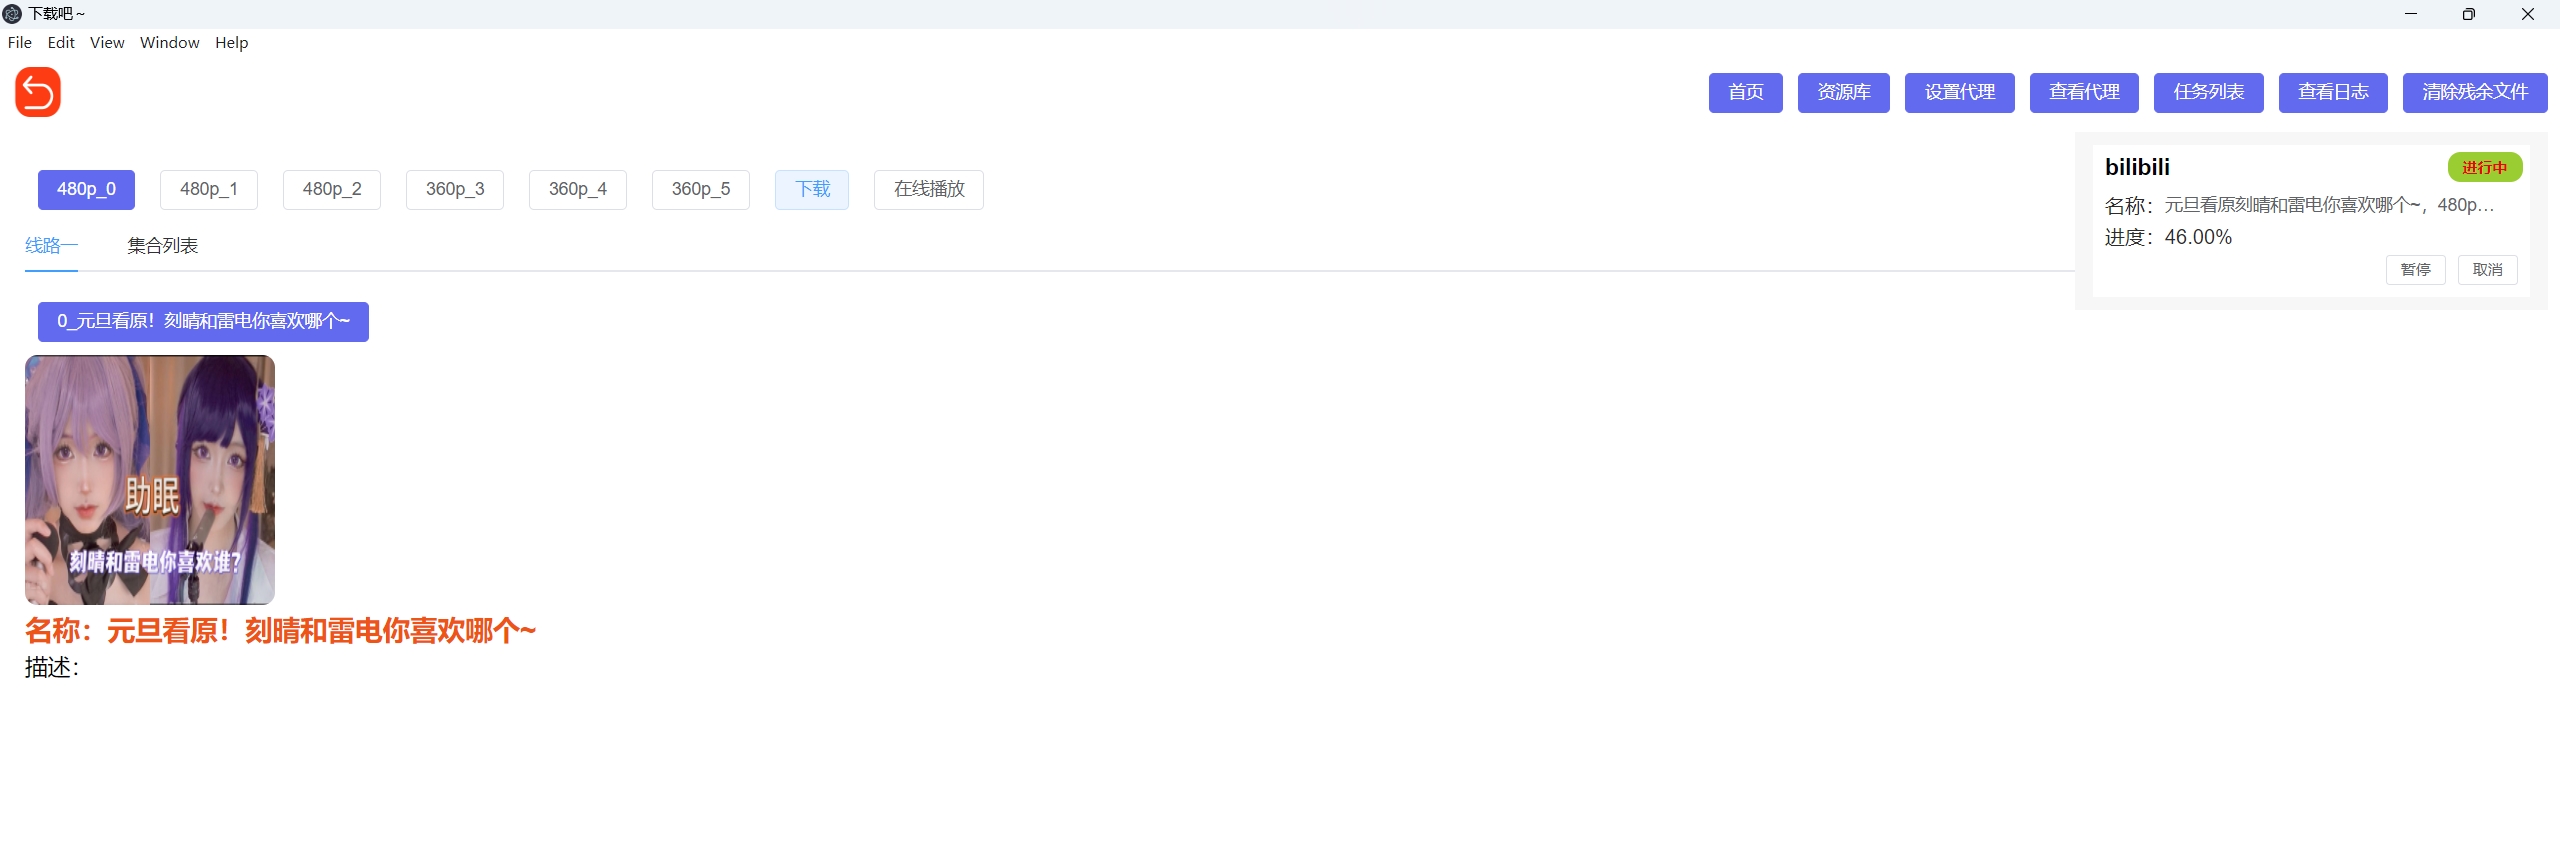 下载吧~
File Edit View Window Help
首页 资源库 设置代理 查看代理 任务列表 查看日志 清除残余文件
bilibili 进行中
名称：元旦看原刻晴和雷电你喜欢哪个~，480p...
进度：46.00%
暂停 取消
480p_0 480p_1 480p_2 360p_3 360p_4 360p_5 下载 在线播放
线路一 集合列表
0_元旦看原！刻晴和雷电你喜欢哪个~
助眠
刻晴和雷电你喜欢谁?
名称：元旦看原！刻晴和雷电你喜欢哪个~
描述：